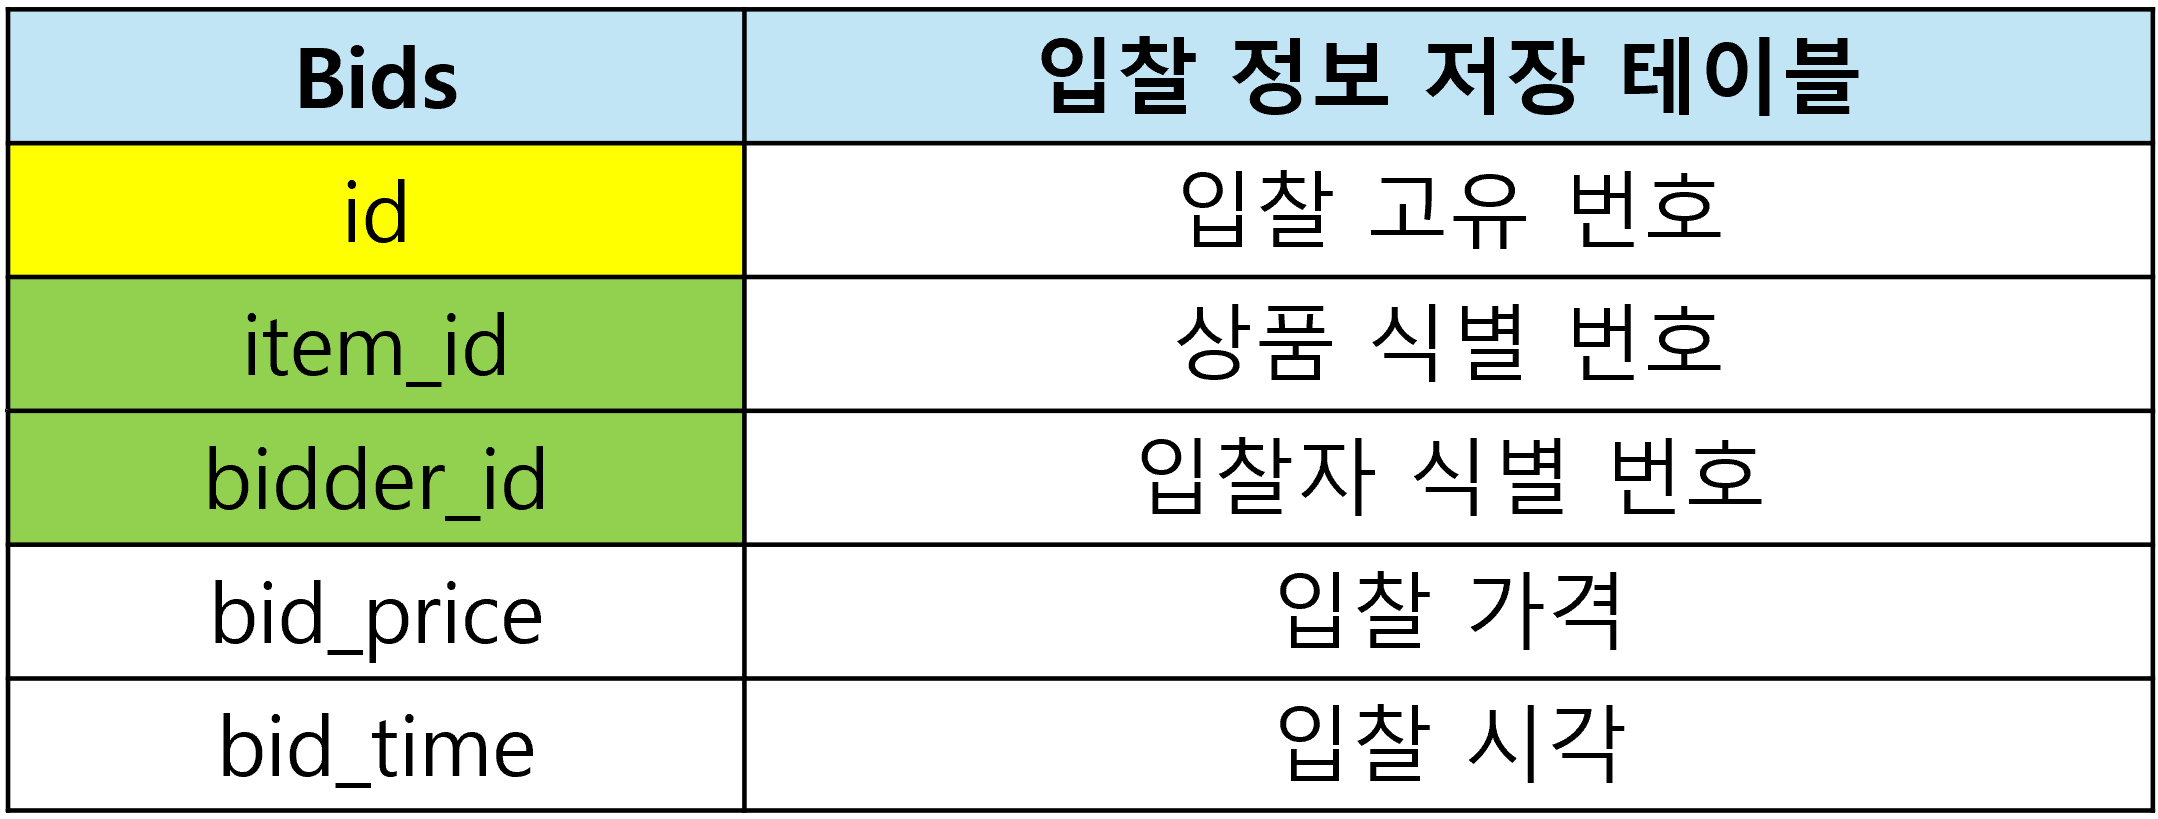 Bids 입찰 정보 저장 테이블
id 입찰 고유 번호
item_id 상품 식별 번호
bidder_id 입찰자 식별 번호
bid_price 입찰 가격
bid_time 입찰 시각